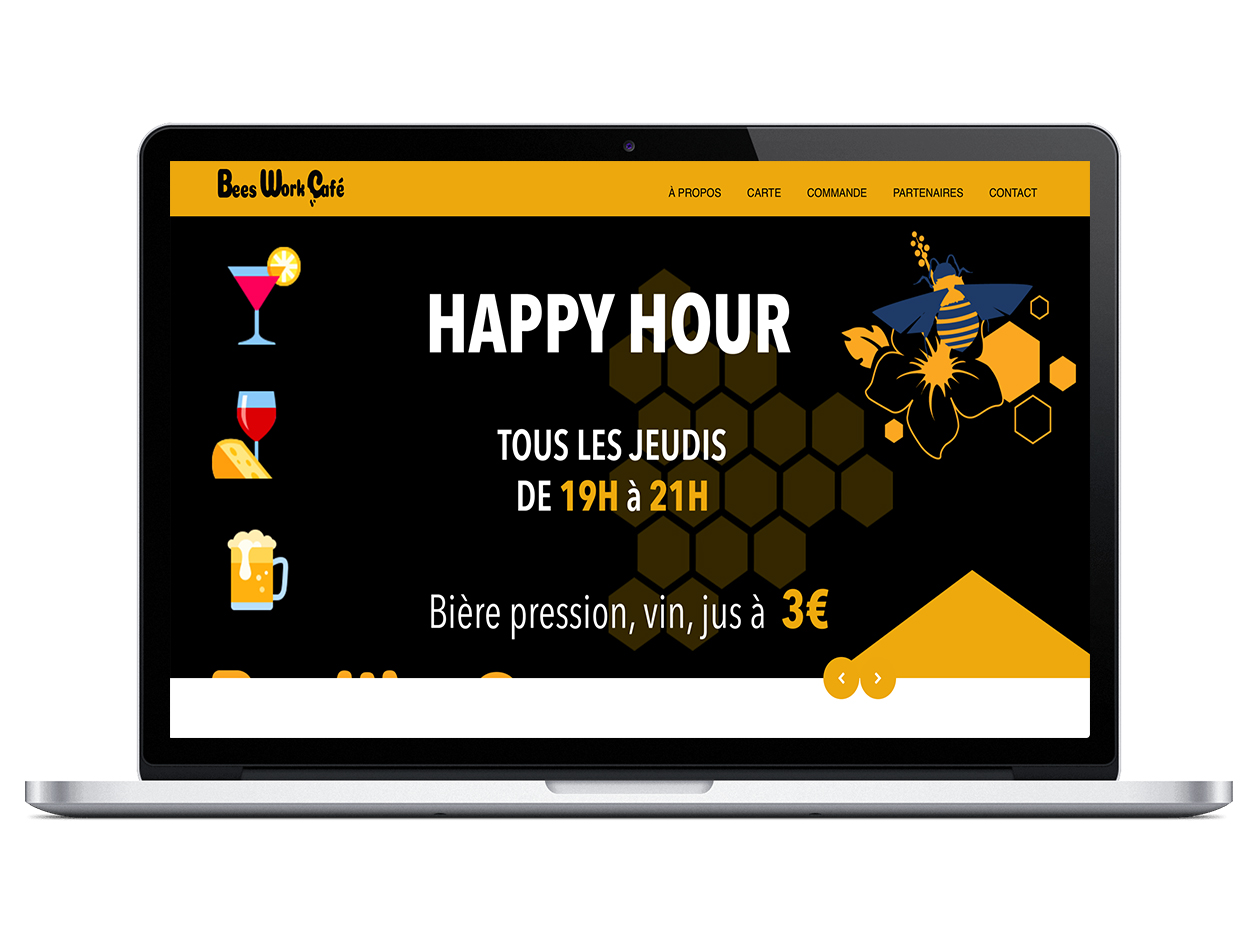 Bees Work Café
À PROPOS CARTE COMMANDE PARTENAIRES CONTACT
HAPPY HOUR
TOUS LES JEUDIS
DE 19H à 21H
Bière pression, vin, jus à 3€